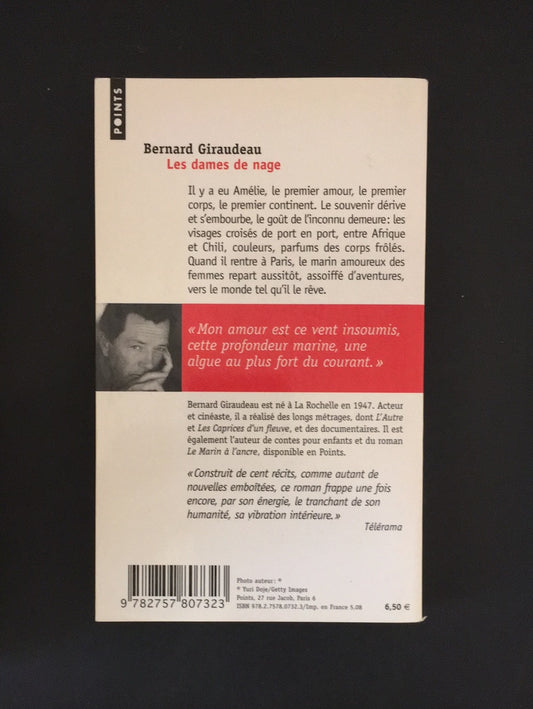 POINTS
Bernard Giraudeau
Les dames de nage
Il y a eu Amélie, le premier amour, le premier
corps, le premier continent. Le souvenir dérive
et s'embourbe, le goût de l'inconnu demeure : les
visages croisés de port en port, entre Afrique
et Chili, couleurs, parfums des corps frôlés.
Quand il rentre à Paris, le marin amoureux des
femmes repart aussitôt, assoiffé d'aventures,
vers le monde tel qu'il le rêve.
« Mon amour est ce vent insoumis,
cette profondeur marine, une
algue au plus fort du courant. »
Bernard Giraudeau est né à La Rochelle en 1947. Acteur
et cinéaste, il a réalisé des longs métrages, dont L'Autre
et Les Caprices d'un fleuve, et des documentaires. Il est
également l'auteur de contes pour enfants et du roman
Le Marin à l'ancre, disponible en Points.
« Construit de cent récits, comme autant de
nouvelles emboîtées, ce roman frappe une fois
encore, par son énergie, le tranchant de son
humanité, sa vibration intérieure. »
Télérama
Photo auteur : *
* Yuri Doje/Getty Images
Points, 27 rue Jacob, Paris 6
ISBN 978.2.7578.0732.3/Imp. en France 5.08
9 782757 807323
6,50 €